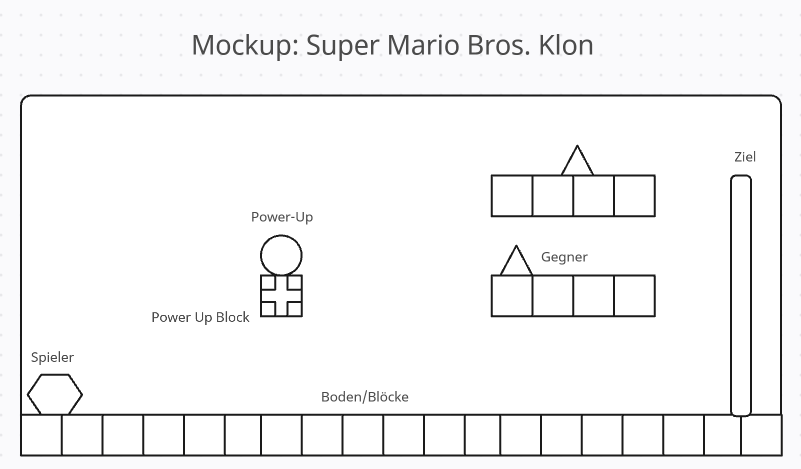 Mockup: Super Mario Bros. Klon
Ziel
Power-Up
Gegner
Power Up Block
Spieler
Boden/Blöcke